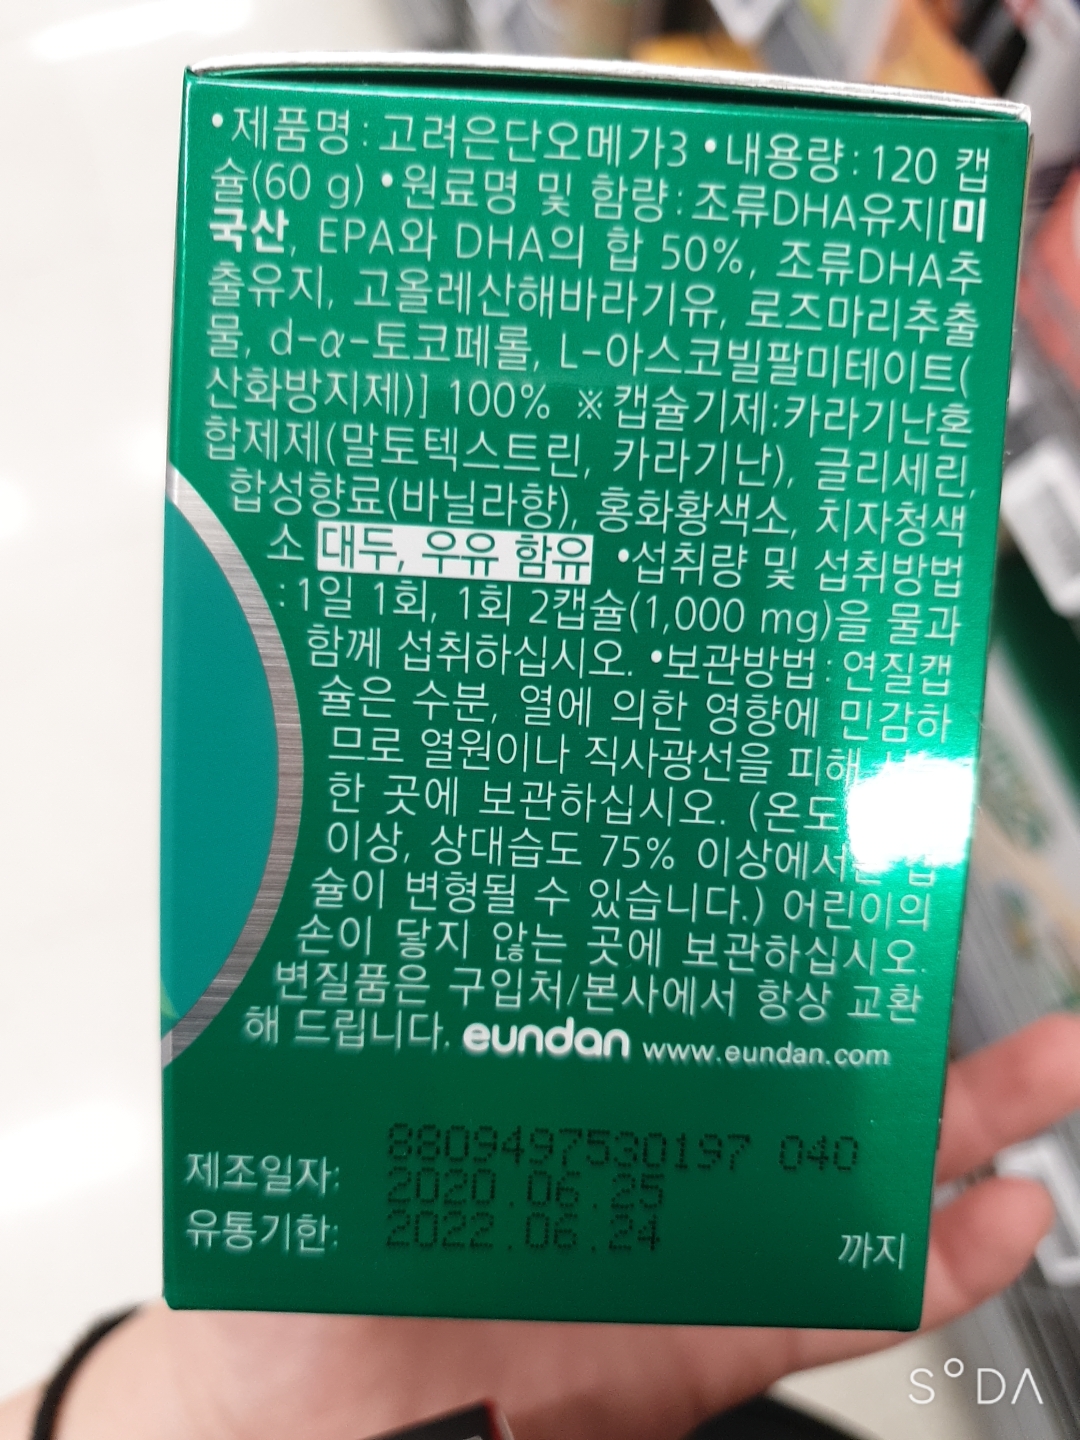 •제품명:고려은단오메가3 •내용량:120 캡
슐(60 g) •원료명 및 함량:조류DHA유지[미
국산, EPA와 DHA의 합 50%, 조류DHA추
출유지, 고올레산해바라기유, 로즈마리추출
물, d-α-토코페롤, L-아스코빌팔미테이트(
산화방지제)] 100% ※캡슐기제:카라기난혼
합제제(말토덱스트린, 카라기난), 글리세린,
합성향료(바닐라향), 홍화황색소, 치자청색
소 대두, 우유 함유 •섭취량 및 섭취방법
:1일 1회, 1회 2캡슐(1,000 mg)을 물과
함께 섭취하십시오. •보관방법:연질캡
슐은 수분, 열에 의한 영향에 민감하
므로 열원이나 직사광선을 피해
한 곳에 보관하십시오. (온도
이상, 상대습도 75% 이상에서는 캡
슐이 변형될 수 있습니다.) 어린이의
손이 닿지 않는 곳에 보관하십시오.
변질품은 구입처/본사에서 항상 교환
해 드립니다. eundan www.eundan.com
8809497530197 040
제조일자: 2020.06.25
유통기한: 2022.06.24 까지
SODA